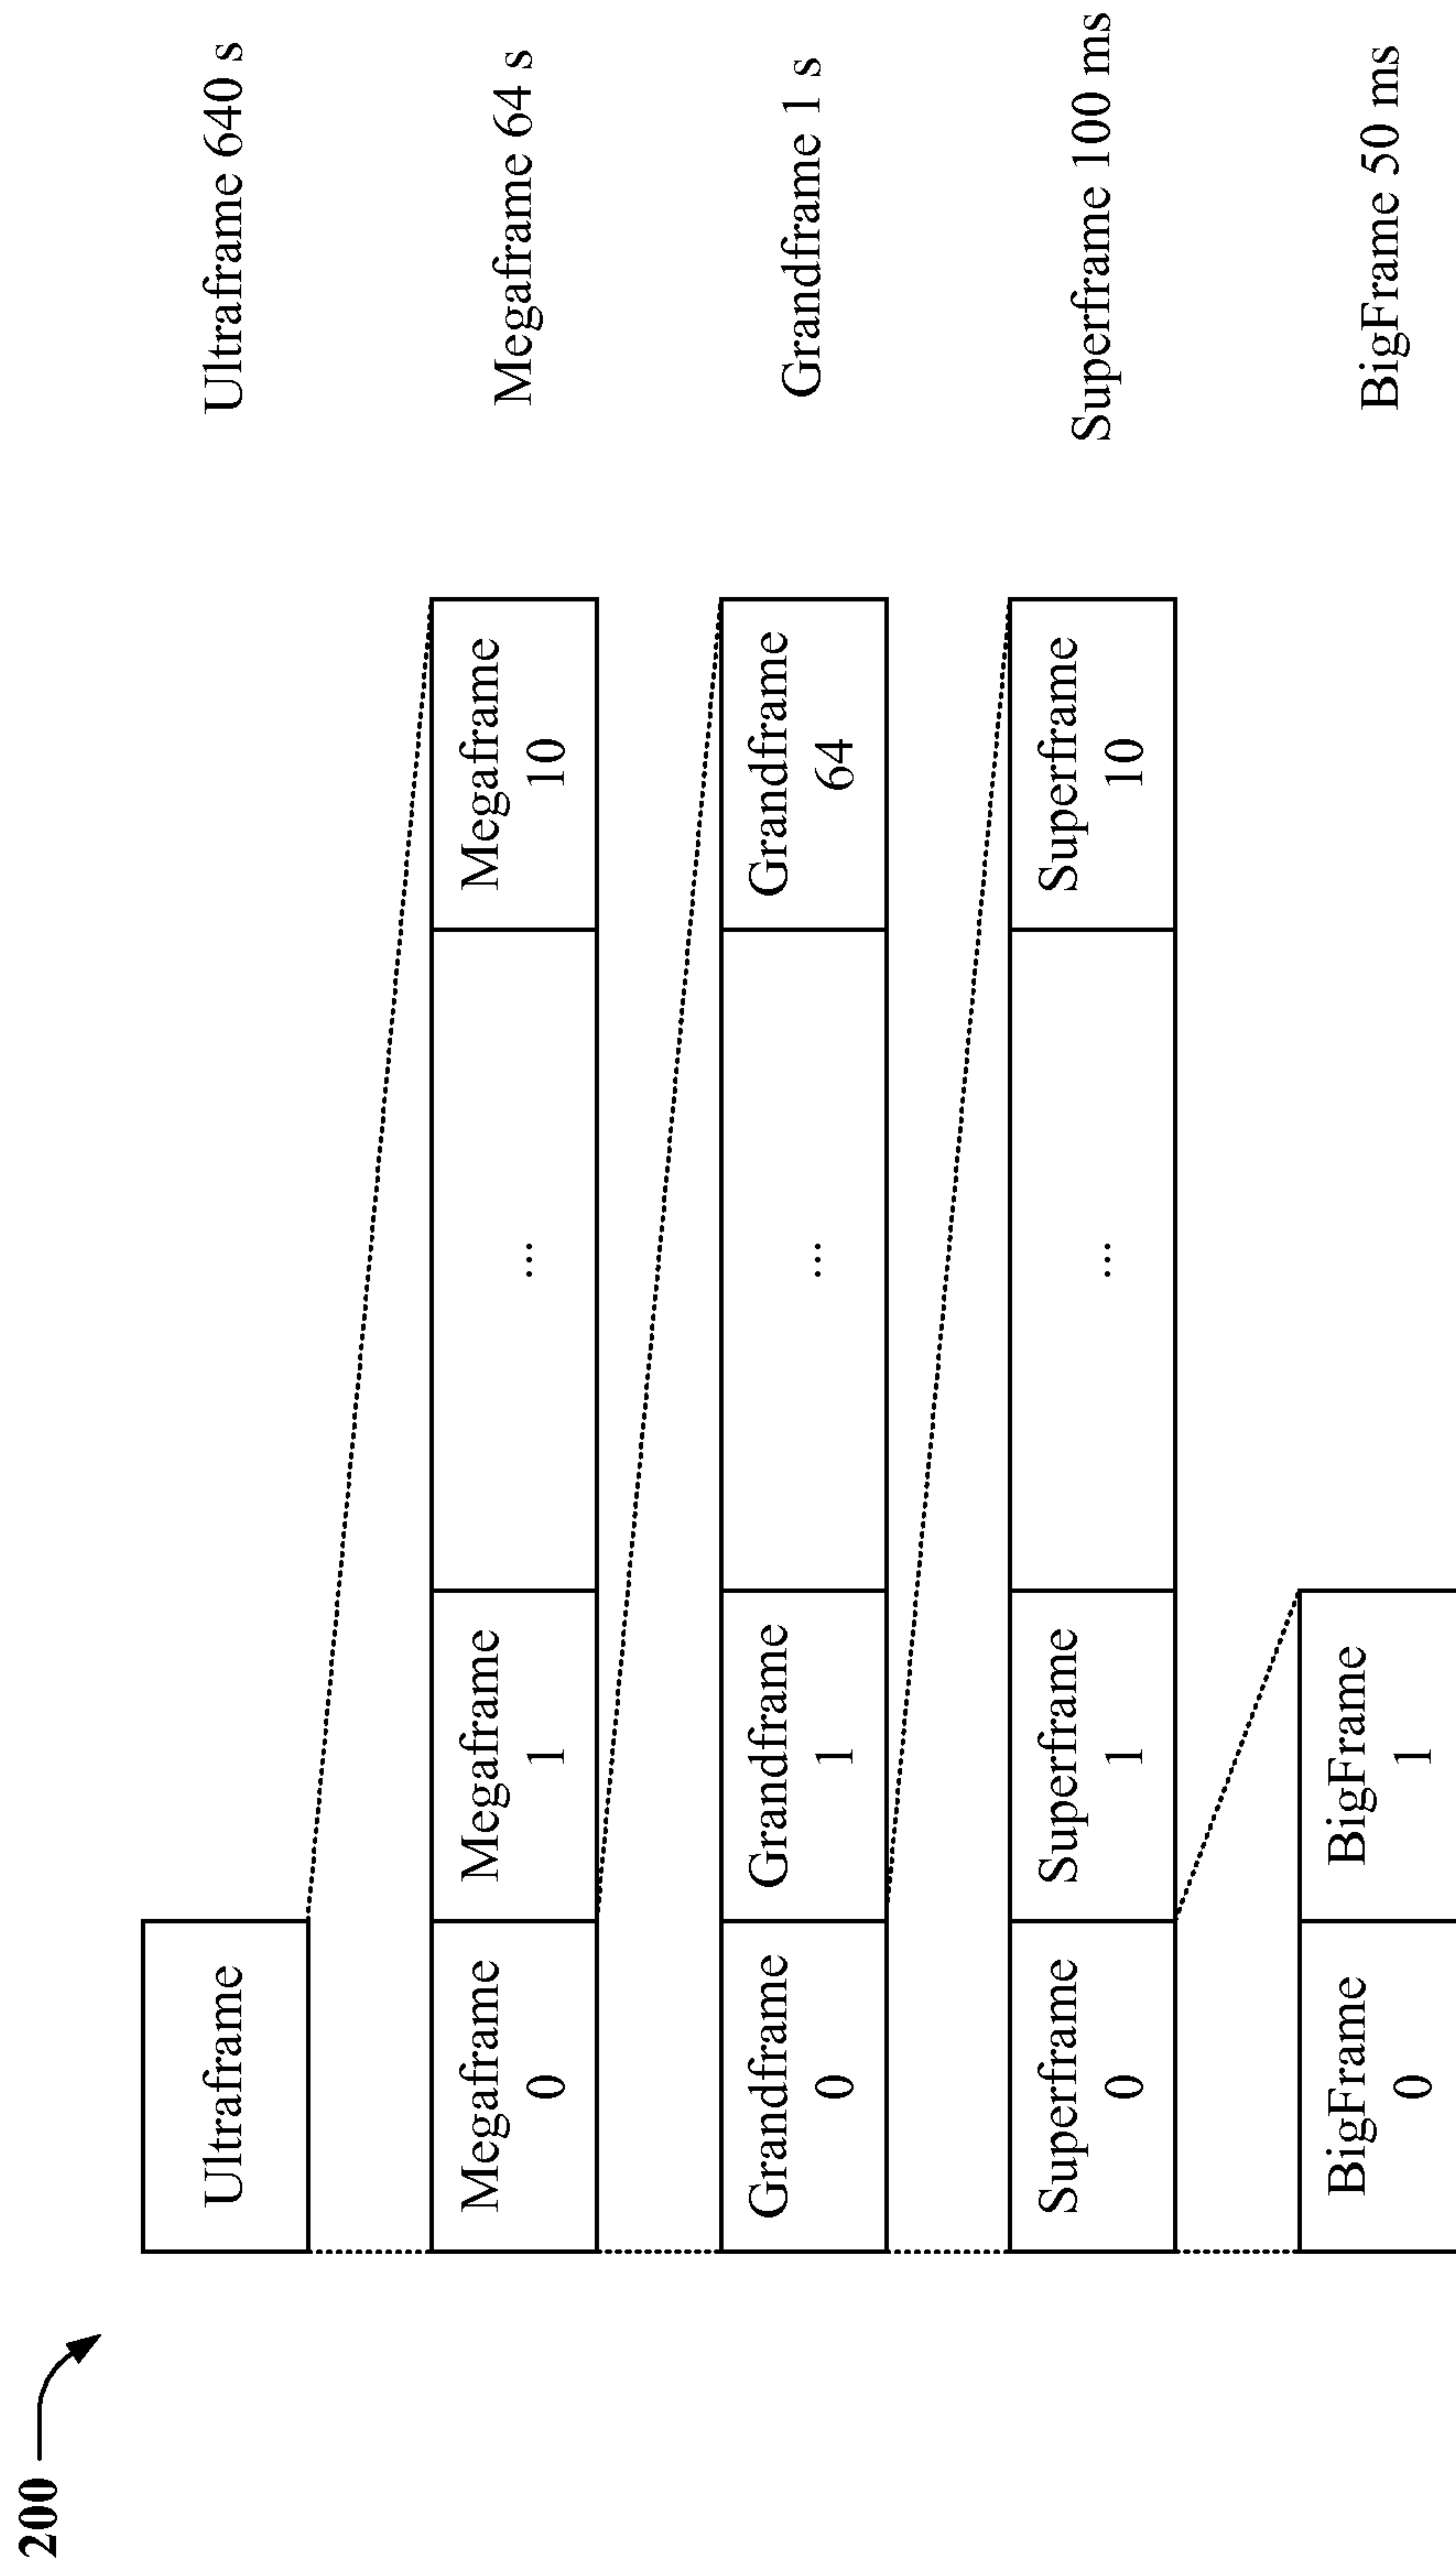 200
Ultraframe
Ultraframe 640 s
Megaframe
0
Megaframe
1
...
Megaframe
10
Megaframe 64 s
Grandframe
0
Grandframe
1
...
Grandframe
64
Grandframe 1 s
Superframe
0
Superframe
1
...
Superframe
10
Superframe 100 ms
BigFrame
0
BigFrame
1
BigFrame 50 ms